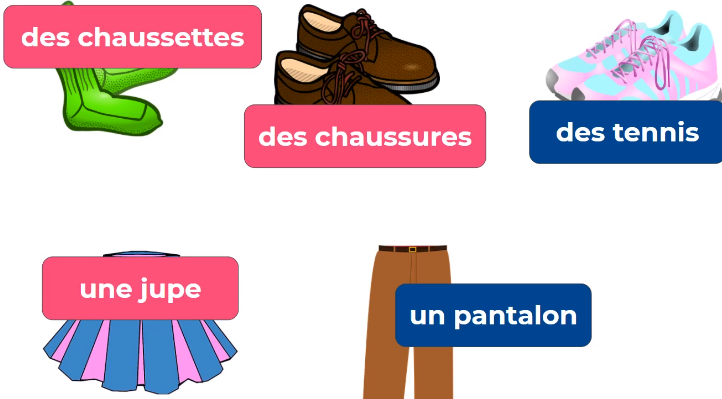 des chaussettes
des chaussures
des tennis
une jupe
un pantalon